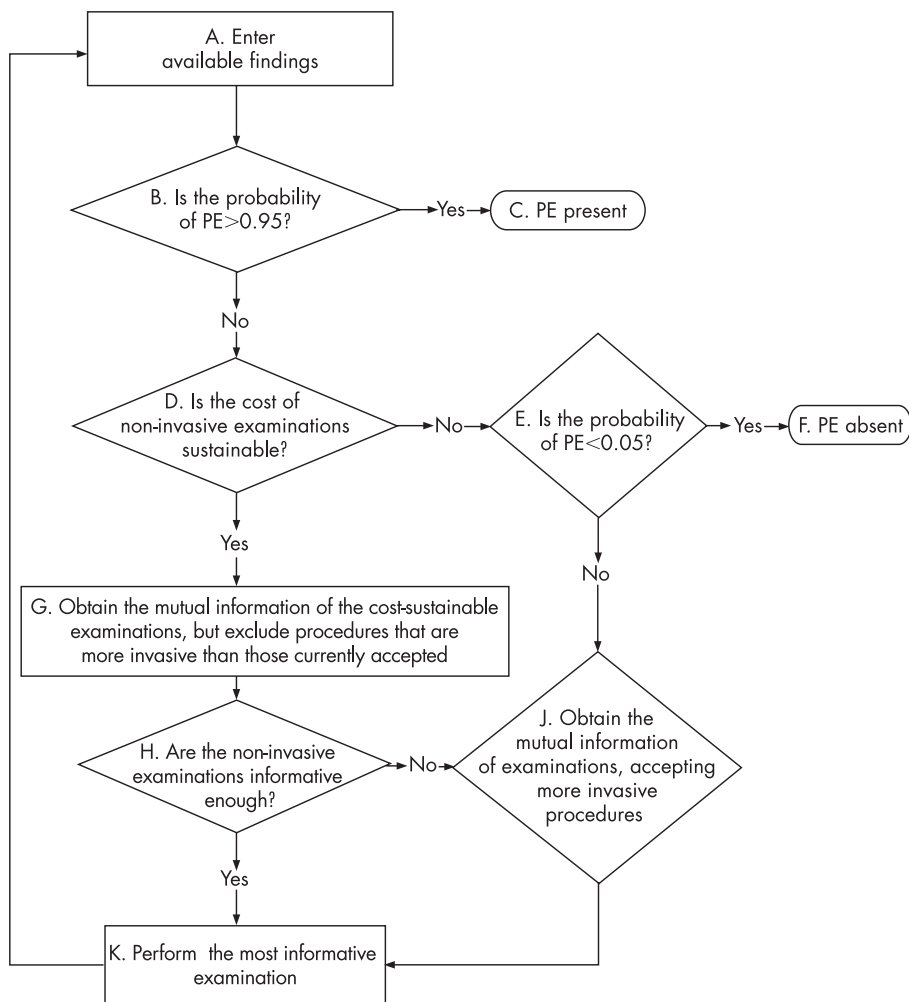 A. Enter
available findings
B. Is the probability
of PE>0.95?
Yes
C. PE present
No
D. Is the cost of
non-invasive examinations
sustainable?
No
E. Is the probability
of PE<0.05?
Yes
F. PE absent
Yes
No
G. Obtain the mutual information of the cost-sustainable
examinations, but exclude procedures that are
more invasive than those currently accepted
H. Are the non-invasive
examinations informative
enough?
No
J. Obtain the
mutual information
of examinations, accepting
more invasive
procedures
Yes
K. Perform the most informative
examination